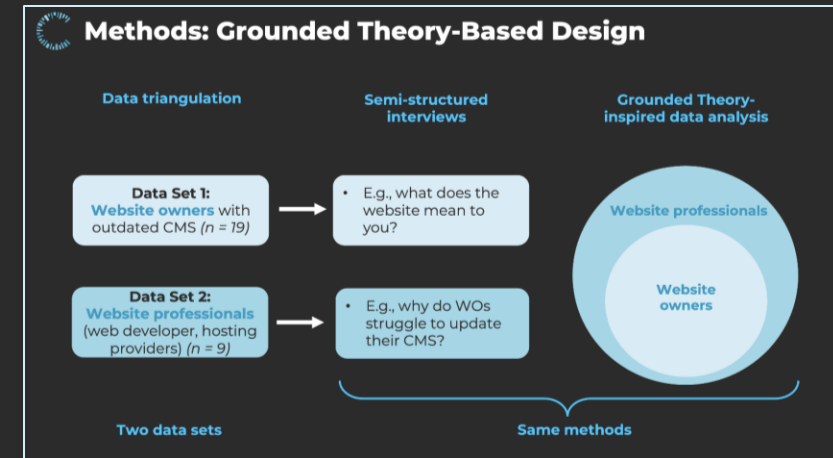 Methods: Grounded Theory-Based Design
Data triangulation
Semi-structured
interviews
Grounded Theory-
inspired data analysis
Data Set 1:
Website owners with
outdated CMS (n = 19)
• E.g., what does the
website mean to
you?
Data Set 2:
Website professionals
(web developer, hosting
providers) (n = 9)
• E.g., why do WOs
struggle to update
their CMS?
Website professionals
Website
owners
Two data sets
Same methods